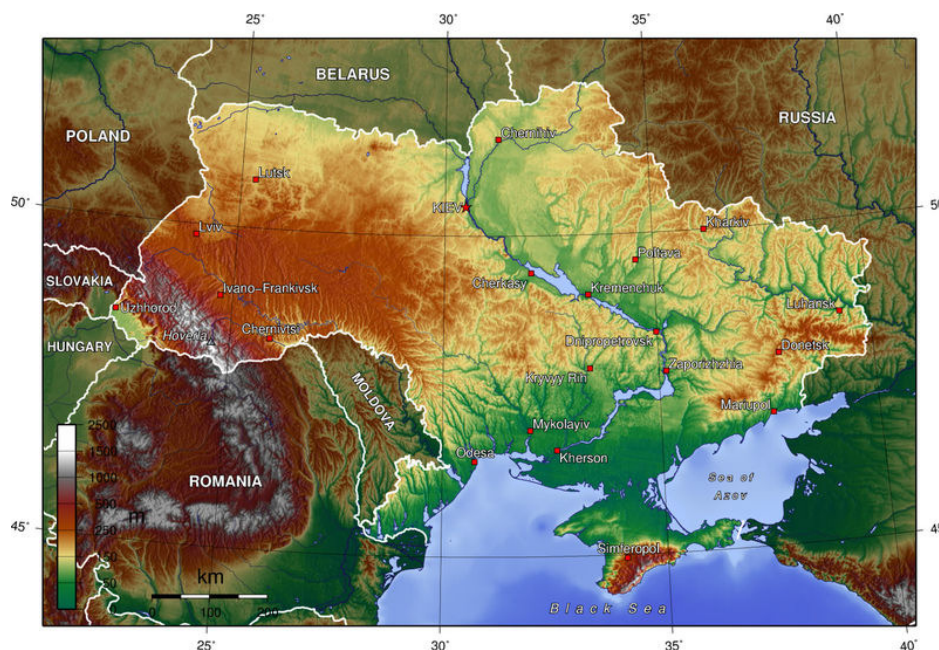 25°
30°
35°
40°
BELARUS
RUSSIA
POLAND
Chernihiv
Lutsk
50°
KIEV
Lviv
Kharkiv
Poltava
SLOVAKIA
Cherkasy
Ivano-Frankivsk
Kremenchuk
Uzhhorod
Luhansk
Hoverla
Chernivtsi
Dnipropetrovsk
HUNGARY
Donetsk
Zaporizhzhia
Kryvyy Rih
MOLDOVA
Mariupol
Mykolayiv
Odesa
Kherson
Sea of
Azov
ROMANIA
2500
1500
1000
500
250
150
50
0
m
45°
45
Simferopol
km
0 100 200
Black Sea
25°
30°
35°
40°